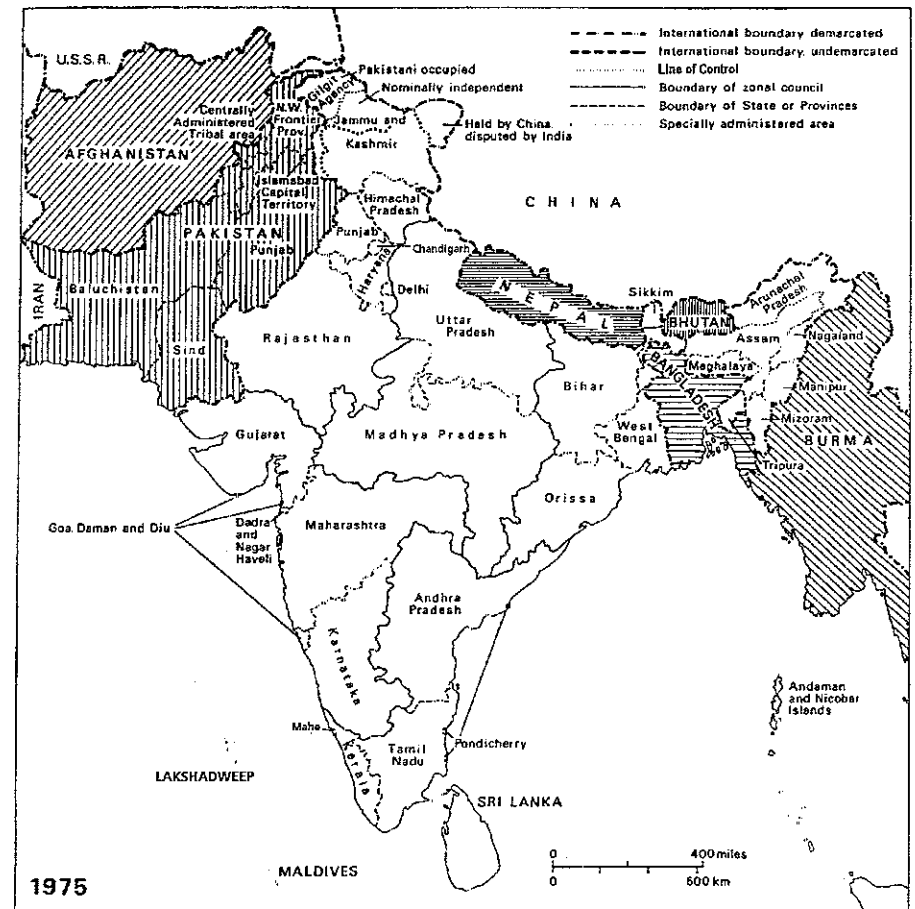 International boundary demarcated
International boundary, undemarcated
Line of Control
Boundary of zonal council
Boundary of State or Provinces
Specially administered area
U.S.S.R.
Pakistani occupied
Nominally independent
Gilgit
Agency
Centrally
Administered
Tribal area
N.W.
Frontier
Prov.
Jammu and
Kashmir
Held by China
disputed by India
AFGHANISTAN
Islamabad
Capital
Territory
Himachal
Pradesh
CHINA
PAKISTAN
Punjab
Punjab
Chandigarh
Haryana
Delhi
IRAN
Baluchistan
Sind
Rajasthan
Uttar
Pradesh
NEPAL
Sikkim
BHUTAN
Arunachal
Pradesh
Assam
Nagaland
Maghalaya
BANGLADESH
Manipur
Mizoram
Bihar
West
Bengal
BURMA
Tripura
Gujarat
Madhya Pradesh
Orissa
Goa, Daman and Diu
Dadra
and
Nagar
Haveli
Maharashtra
Andhra
Pradesh
Karnataka
Andaman
and Nicobar
Islands
Mahe
Kerala
Tamil
Nadu
Pondicherry
LAKSHADWEEP
SRI LANKA
MALDIVES
0 400 miles
0 600 km
1975